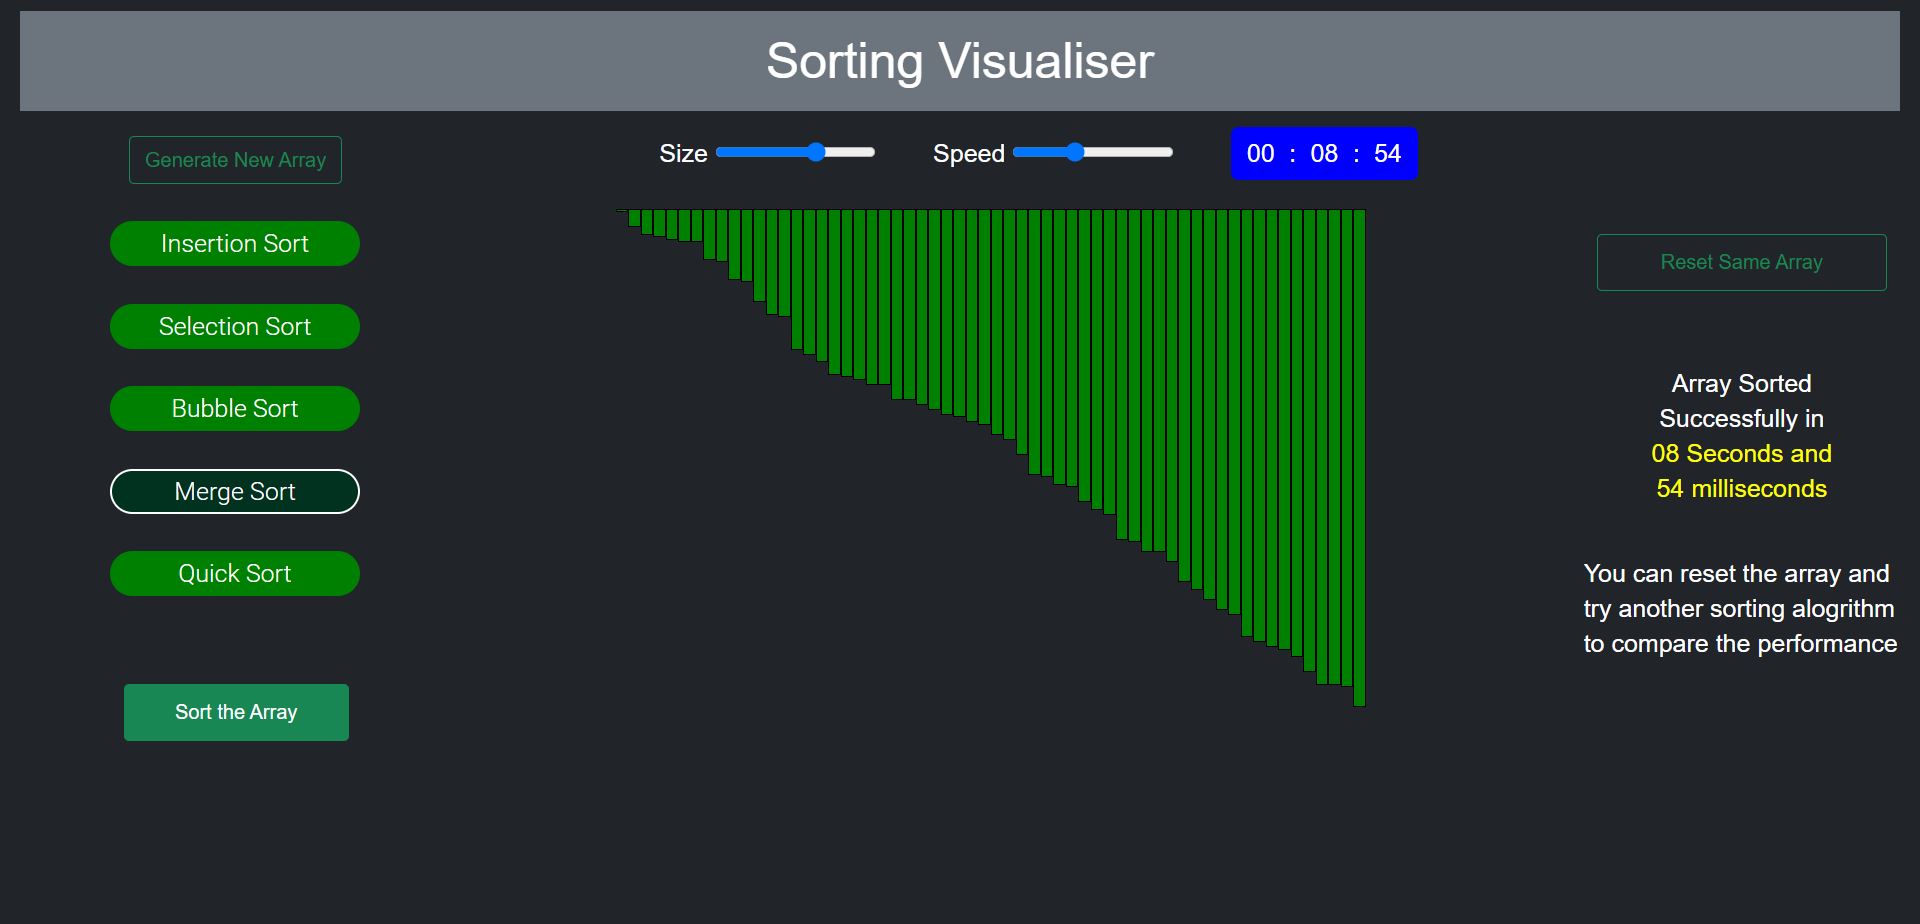 Sorting Visualiser
Generate New Array
Size
Speed
00 : 08 : 54
Insertion Sort
Selection Sort
Bubble Sort
Merge Sort
Quick Sort
Sort the Array
Reset Same Array
Array Sorted
Successfully in
08 Seconds and
54 milliseconds
You can reset the array and
try another sorting alogrithm
to compare the performance